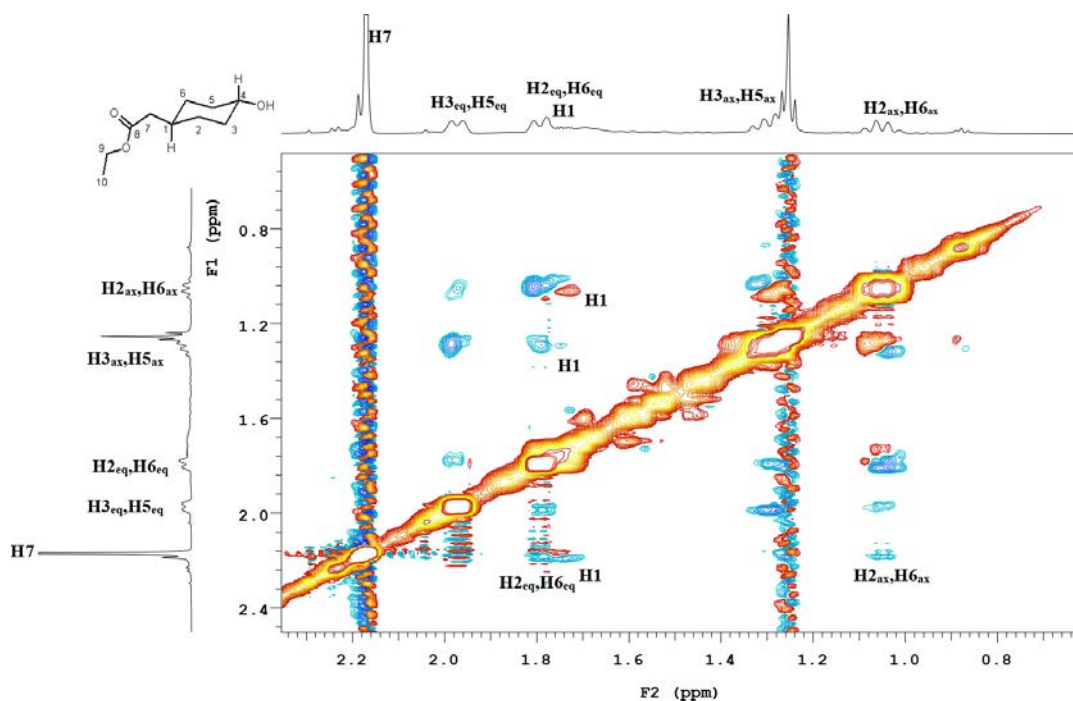 H7
H2eq,H6eq
H3eq,H5eq
H1
H3ax,H5ax
H2ax,H6ax
H
6
5
4
OH
O
7
1
2
3
8
O
H
9
10
F1 (ppm)
0.8
1.2
1.6
2.0
2.4
H2ax,H6ax
H3ax,H5ax
H2eq,H6eq
H3eq,H5eq
H7
H1
H1
H2eq,H6eq
H1
H2ax,H6ax
2.2 2.0 1.8 1.6 1.4 1.2 1.0 0.8
F2 (ppm)